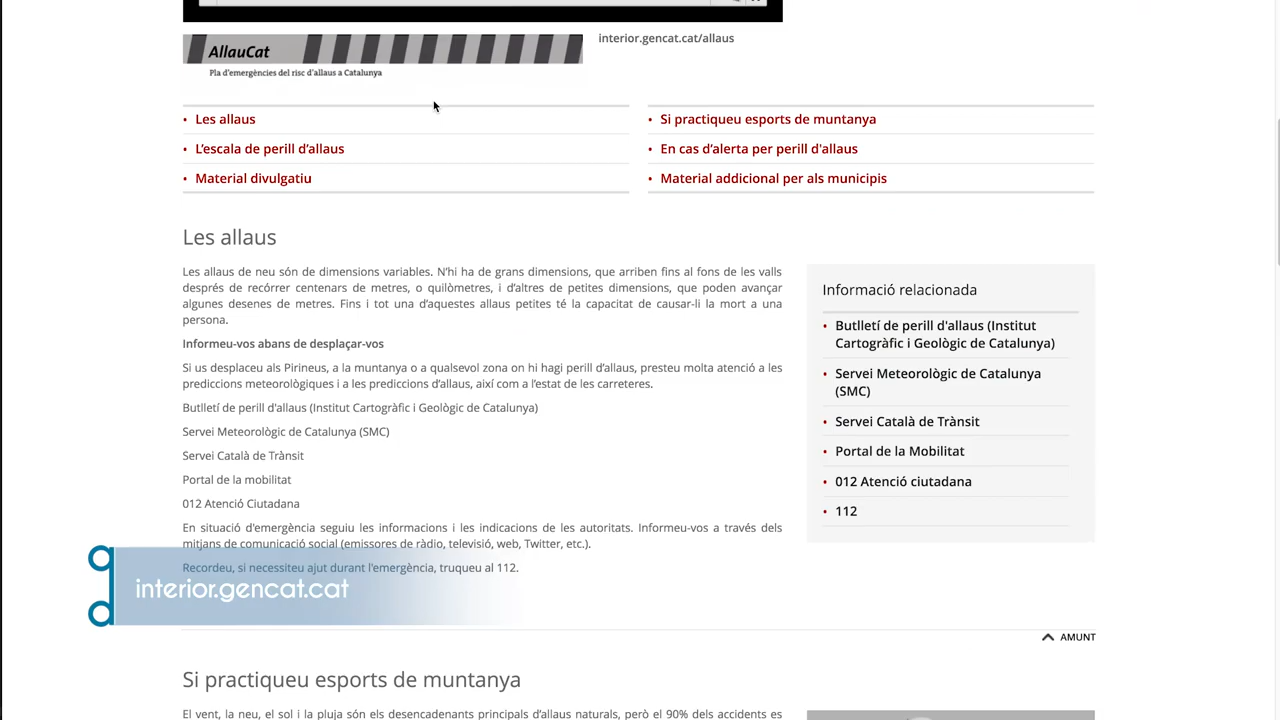 AllauCat
Pla d'emergències del risc d'allaus a Catalunya
interior.gencat.cat/allaus
• Les allaus
• L'escala de perill d'allaus
• Material divulgatiu
• Si practiqueu esports de muntanya
• En cas d'alerta per perill d'allaus
• Material addicional per als municipis
Les allaus
Les allaus de neu són de dimensions variables. N'hi ha de grans dimensions, que arriben fins al fons de les valls
després de recórrer centenars de metres, o quilòmetres, i d'altres de petites dimensions, que poden avançar
algunes desenes de metres. Fins i tot una d'aquestes allaus petites té la capacitat de causar-li la mort a una
persona.
Informeu-vos abans de desplaçar-vos
Si us desplaceu als Pirineus, a la muntanya o a qualsevol zona on hi hagi perill d'allaus, presteu molta atenció a les
prediccions meteorològiques i a les prediccions d'allaus, així com a l'estat de les carreteres.
Butlletí de perill d'allaus (Institut Cartogràfic i Geològic de Catalunya)
Servei Meteorològic de Catalunya (SMC)
Servei Català de Trànsit
Portal de la mobilitat
012 Atenció Ciutadana
En situació d'emergència seguiu les informacions i les indicacions de les autoritats. Informeu-vos a través dels
mitjans de comunicació social (emissores de ràdio, televisió, web, Twitter, etc.).
Recordeu, si necessiteu ajut durant l'emergència, truqueu al 112.
interior.gencat.cat
Informació relacionada
• Butlletí de perill d'allaus (Institut
Cartogràfic i Geològic de Catalunya)
• Servei Meteorològic de Catalunya
(SMC)
• Servei Català de Trànsit
• Portal de la Mobilitat
• 012 Atenció ciutadana
• 112
AMUNT
Si practiqueu esports de muntanya
El vent, la neu, el sol i la pluja són els desencadenants principals d'allaus naturals, però el 90% dels accidents es